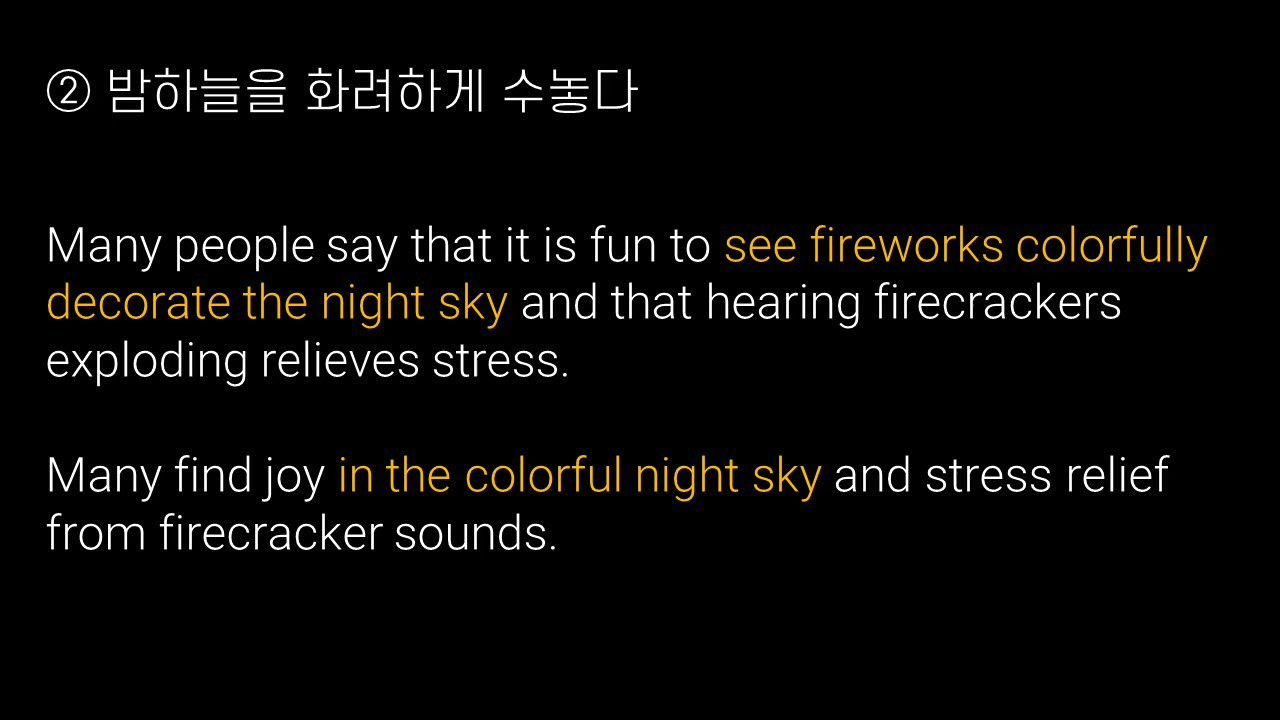 ② 밤하늘을 화려하게 수놓다
Many people say that it is fun to see fireworks colorfully
decorate the night sky and that hearing firecrackers
exploding relieves stress.
Many find joy in the colorful night sky and stress relief
from firecracker sounds.